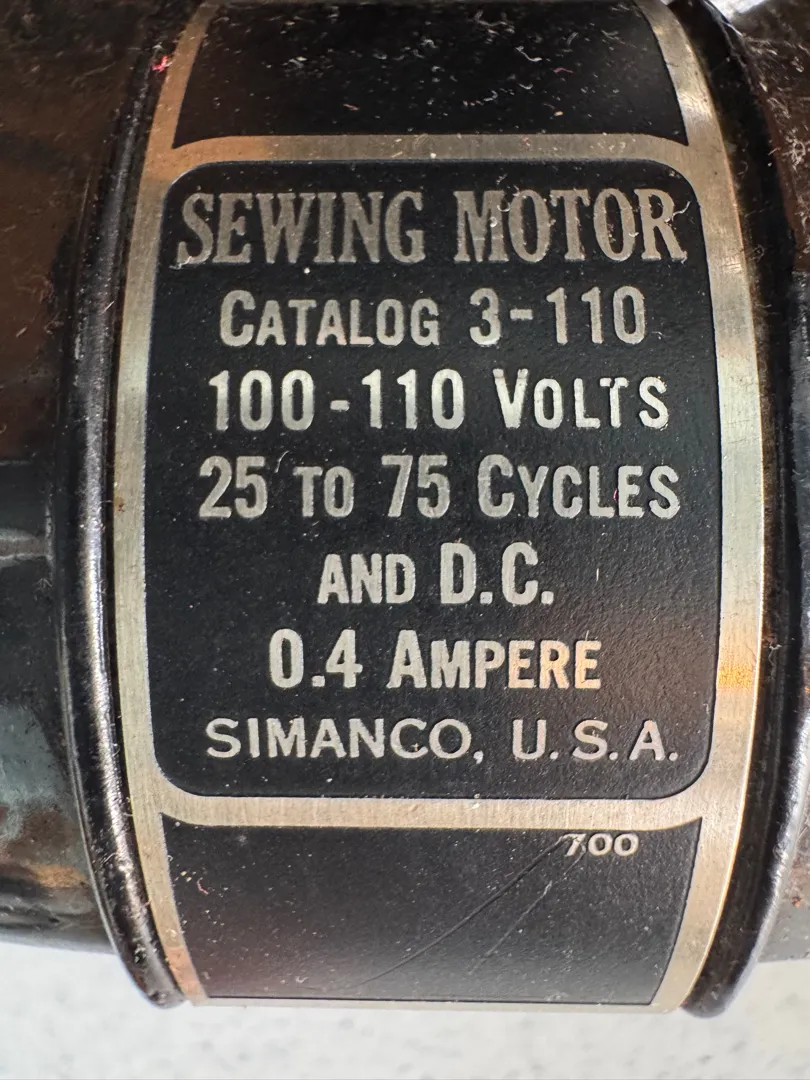 SEWING MOTOR
CATALOG 3-110
100-110 VOLTS
25 TO 75 CYCLES
AND D.C.
0.4 AMPERE
SIMANCO, U.S.A.
700